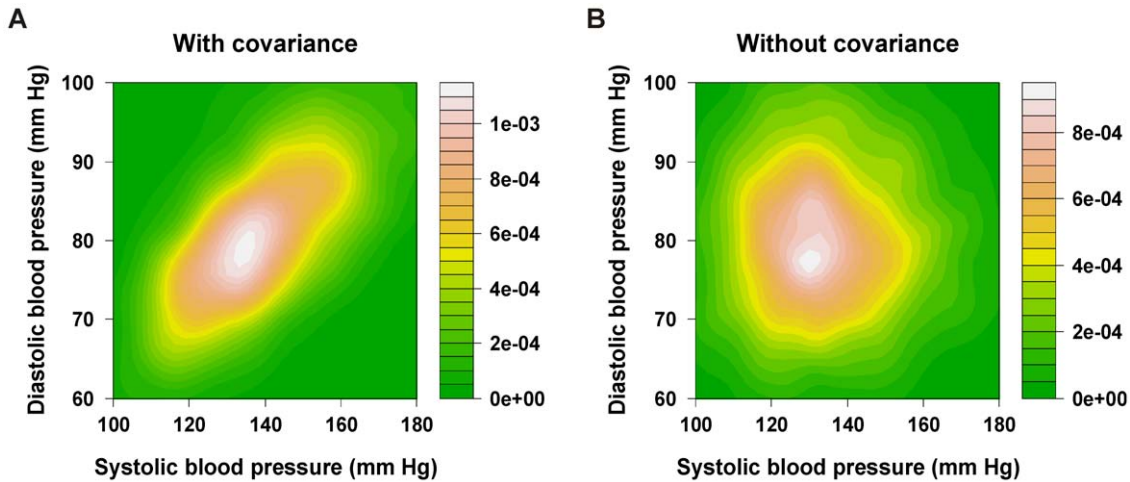 A
With covariance
Diastolic blood pressure (mm Hg)
100
90
80
70
60
100 120 140 160 180
Systolic blood pressure (mm Hg)
1e-03
8e-04
6e-04
4e-04
2e-04
0e+00
B
Without covariance
Diastolic blood pressure (mm Hg)
100
90
80
70
60
100 120 140 160 180
Systolic blood pressure (mm Hg)
8e-04
6e-04
4e-04
2e-04
0e+00